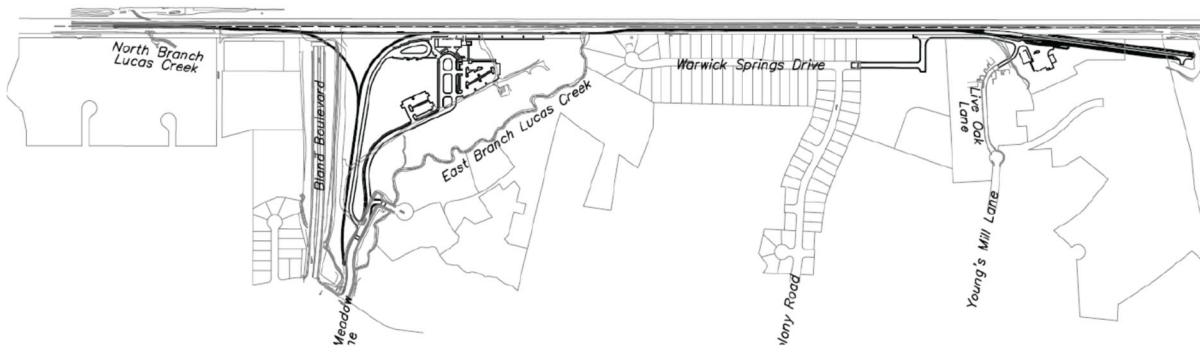 North Branch
Lucas Creek
Bland Boulevard
East Branch Lucas Creek
Warwick Springs Drive
Live Oak
Lane
Young's Mill Lane
olony Road
Meadow
ne